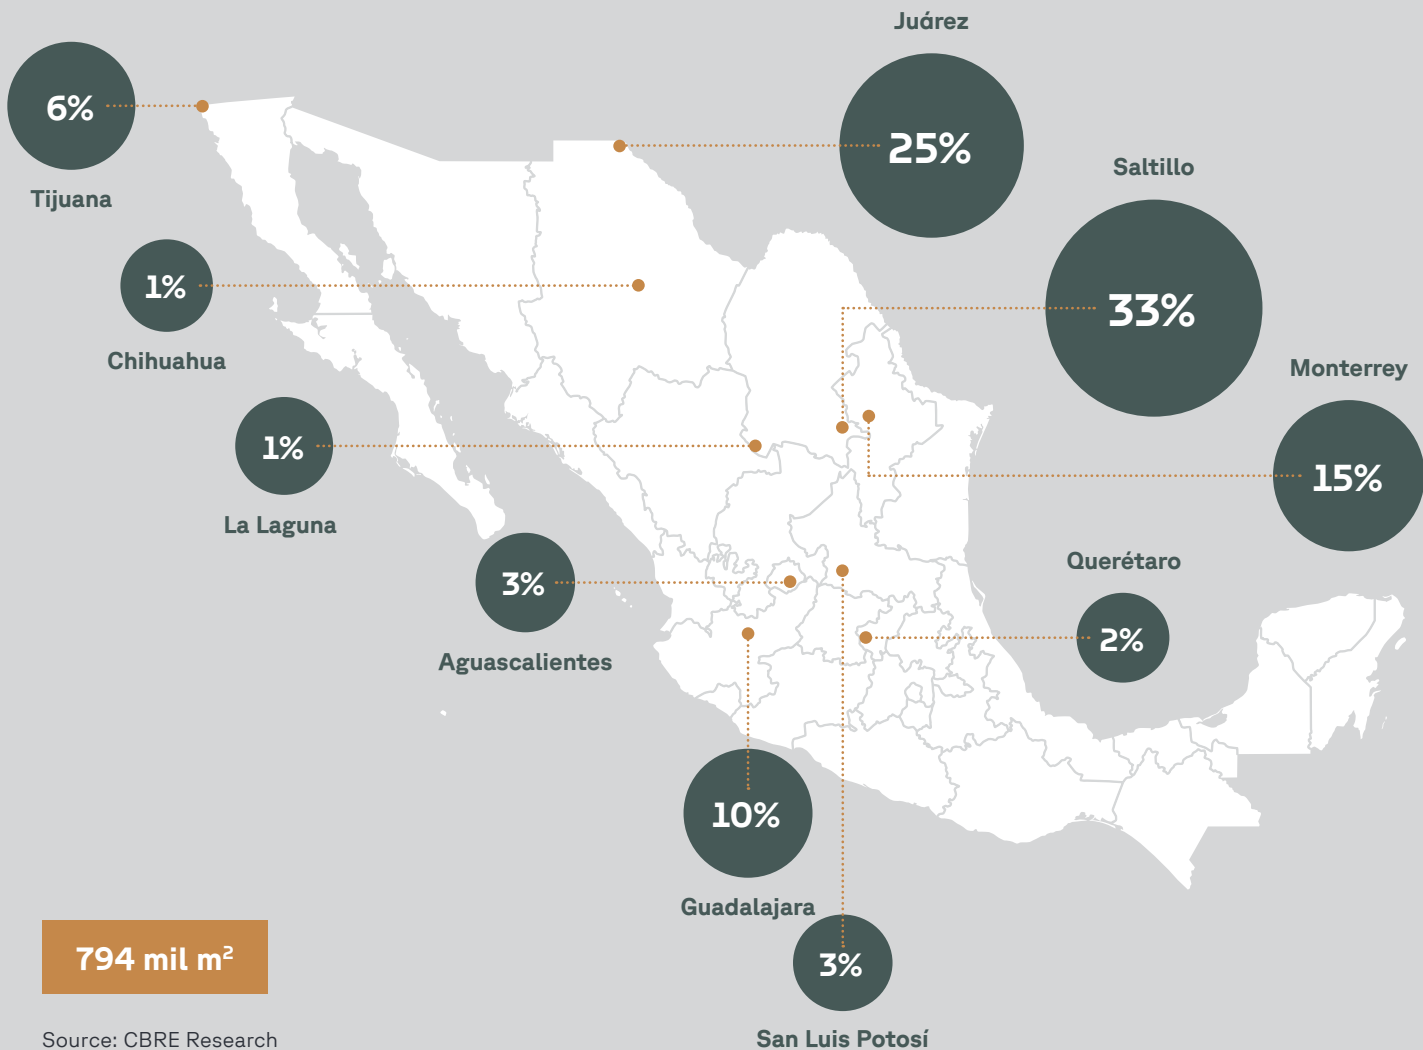 Juárez
25%
6%
Tijuana
Saltillo
33%
1%
Chihuahua
Monterrey
15%
1%
La Laguna
Querétaro
2%
3%
Aguascalientes
10%
Guadalajara
3%
San Luis Potosí
794 mil m²
Source: CBRE Research